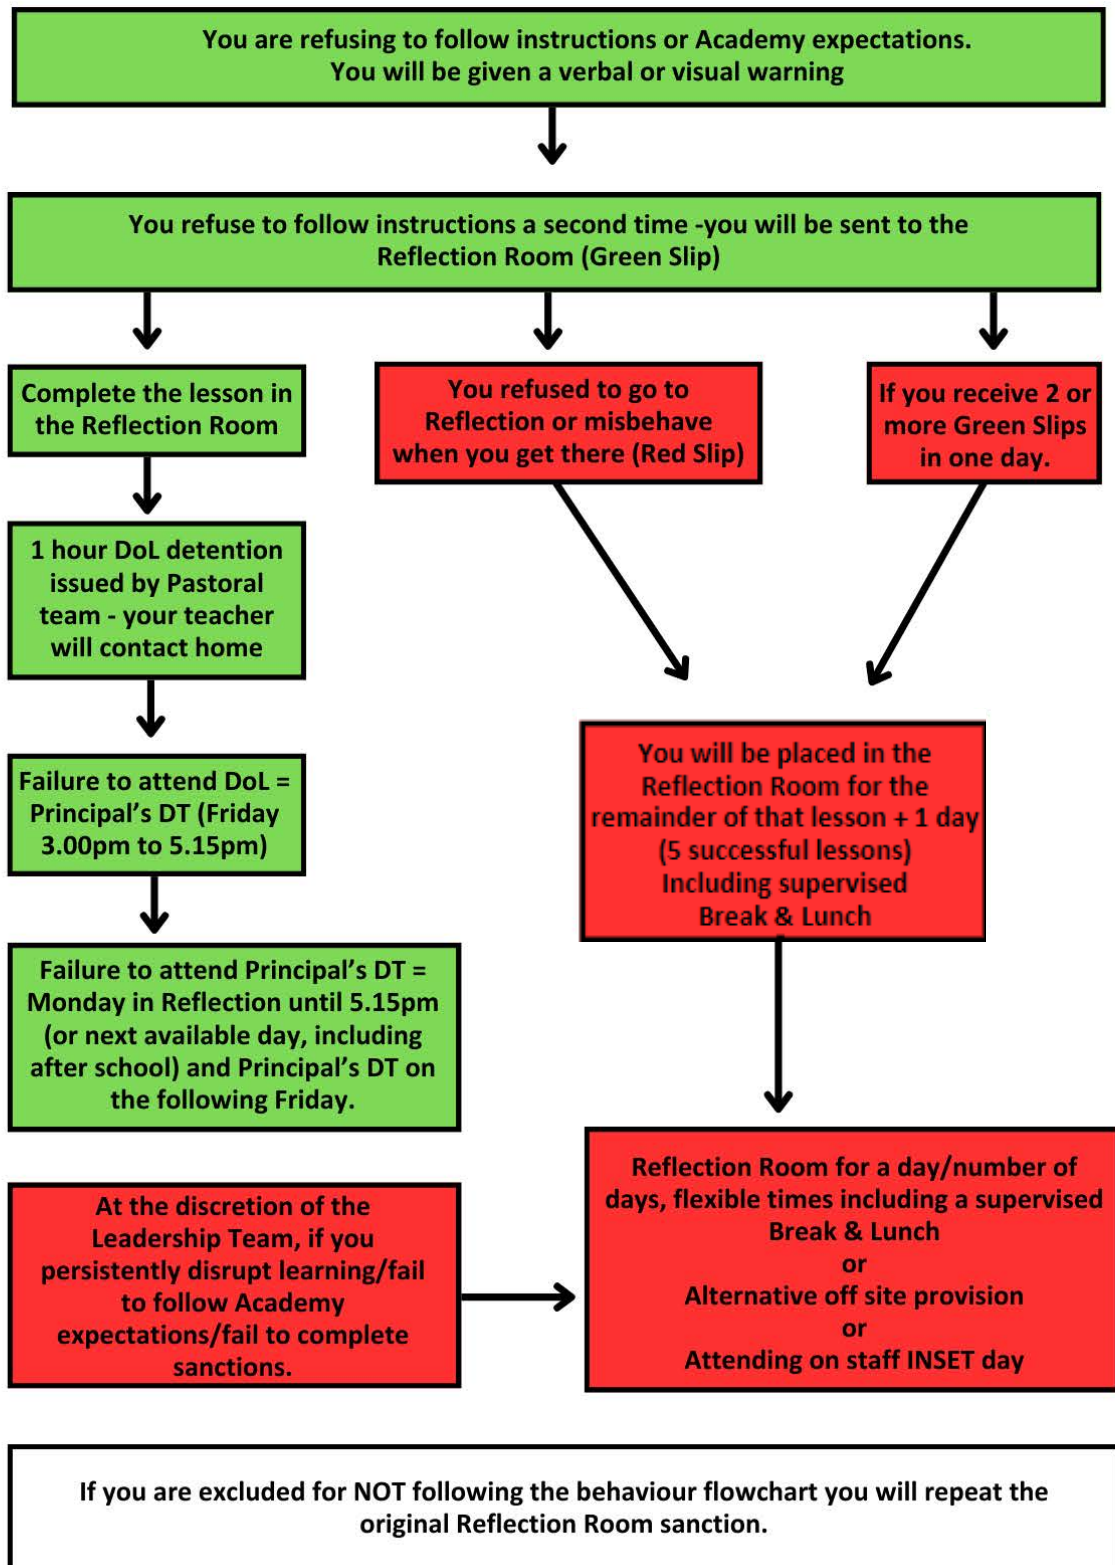 You are refusing to follow instructions or Academy expectations.
You will be given a verbal or visual warning
You refuse to follow instructions a second time -you will be sent to the
Reflection Room (Green Slip)
Complete the lesson in
the Reflection Room
You refused to go to
Reflection or misbehave
when you get there (Red Slip)
If you receive 2 or
more Green Slips
in one day.
1 hour DoL detention
issued by Pastoral
team - your teacher
will contact home
Failure to attend DoL =
Principal’s DT (Friday
3.00pm to 5.15pm)
You will be placed in the
Reflection Room for the
remainder of that lesson + 1 day
(5 successful lessons)
Including supervised
Break & Lunch
Failure to attend Principal’s DT =
Monday in Reflection until 5.15pm
(or next available day, including
after school) and Principal’s DT on
the following Friday.
At the discretion of the
Leadership Team, if you
persistently disrupt learning/fail
to follow Academy
expectations/fail to complete
sanctions.
Reflection Room for a day/number of
days, flexible times including a supervised
Break & Lunch
or
Alternative off site provision
or
Attending on staff INSET day
If you are excluded for NOT following the behaviour flowchart you will repeat the
original Reflection Room sanction.